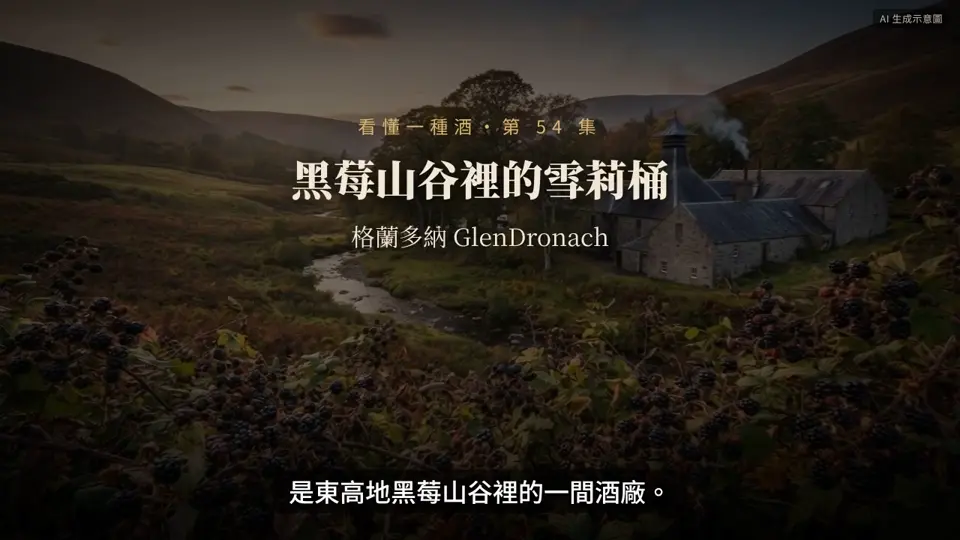 AI 生成示意圖
看懂一種酒・第 54 集
黑莓山谷裡的雪莉桶
格蘭多納 GlenDronach
是東高地黑莓山谷裡的一間酒廠。